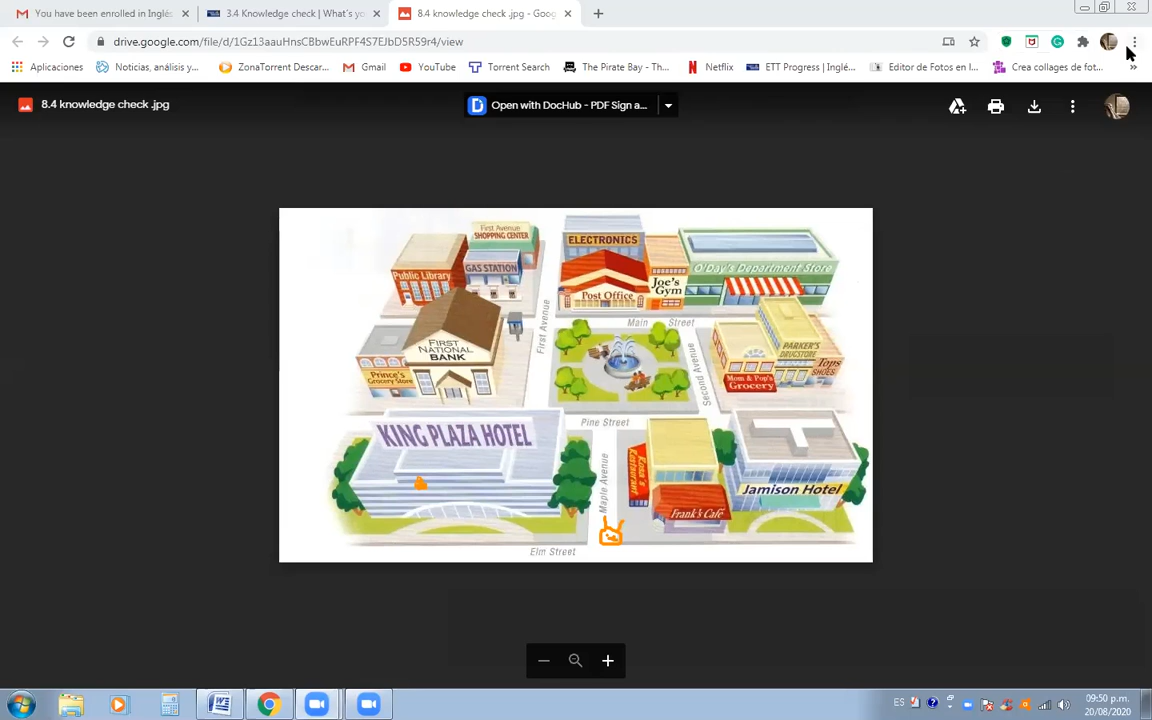 You have been enrolled in Inglés
3.4 Knowledge check | What's yo
8.4 knowledge check .jpg - Goog
drive.google.com/file/d/1Gz13aauHnsCBbwEuRPF4S7EJbD5R59r4/view
Aplicaciones
Noticias, análisis y...
ZonaTorrent Descar...
Gmail
YouTube
Torrent Search
The Pirate Bay - Th...
Netflix
ETT Progress | Inglé...
Editor de Fotos en l...
Crea collages de fot...
»
8.4 knowledge check .jpg
Open with DocHub - PDF Sign a...
First Avenue
SHOPPING CENTER
ELECTRONICS
Public Library
GAS STATION
O'Day's Department Store
Post Office
Joe's
Gym
First Avenue
Main Street
FIRST
NATIONAL
BANK
Prince's
Grocery Store
Second Avenue
PARKER'S
DRUGSTORE
Tops
SHOES
Mom & Pop's
Grocery
Pine Street
KING PLAZA HOTEL
Maple Avenue
Rosa's
Restaurant
Frank's Café
Jamison Hotel
Elm Street
ES
09:50 p.m.
20/08/2020